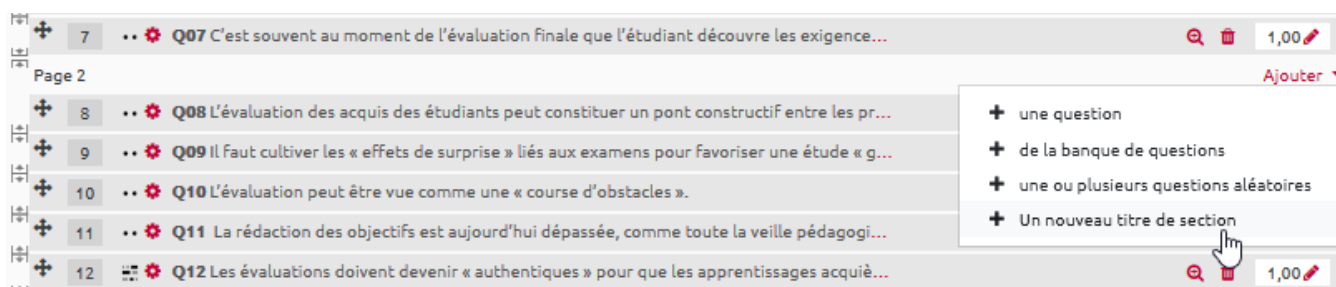 7 Q07 C'est souvent au moment de l'évaluation finale que l'étudiant découvre les exigence... 1,00
Page 2 Ajouter
8 Q08 L'évaluation des acquis des étudiants peut constituer un pont constructif entre les pr...
une question
9 Q09 Il faut cultiver les « effets de surprise » liés aux examens pour favoriser une étude « g...
de la banque de questions
10 Q10 L'évaluation peut être vue comme une « course d'obstacles ».
une ou plusieurs questions aléatoires
11 Q11 La rédaction des objectifs est aujourd'hui dépassée, comme toute la veille pédagogi...
Un nouveau titre de section
12 Q12 Les évaluations doivent devenir « authentiques » pour que les apprentissages acquiè... 1,00